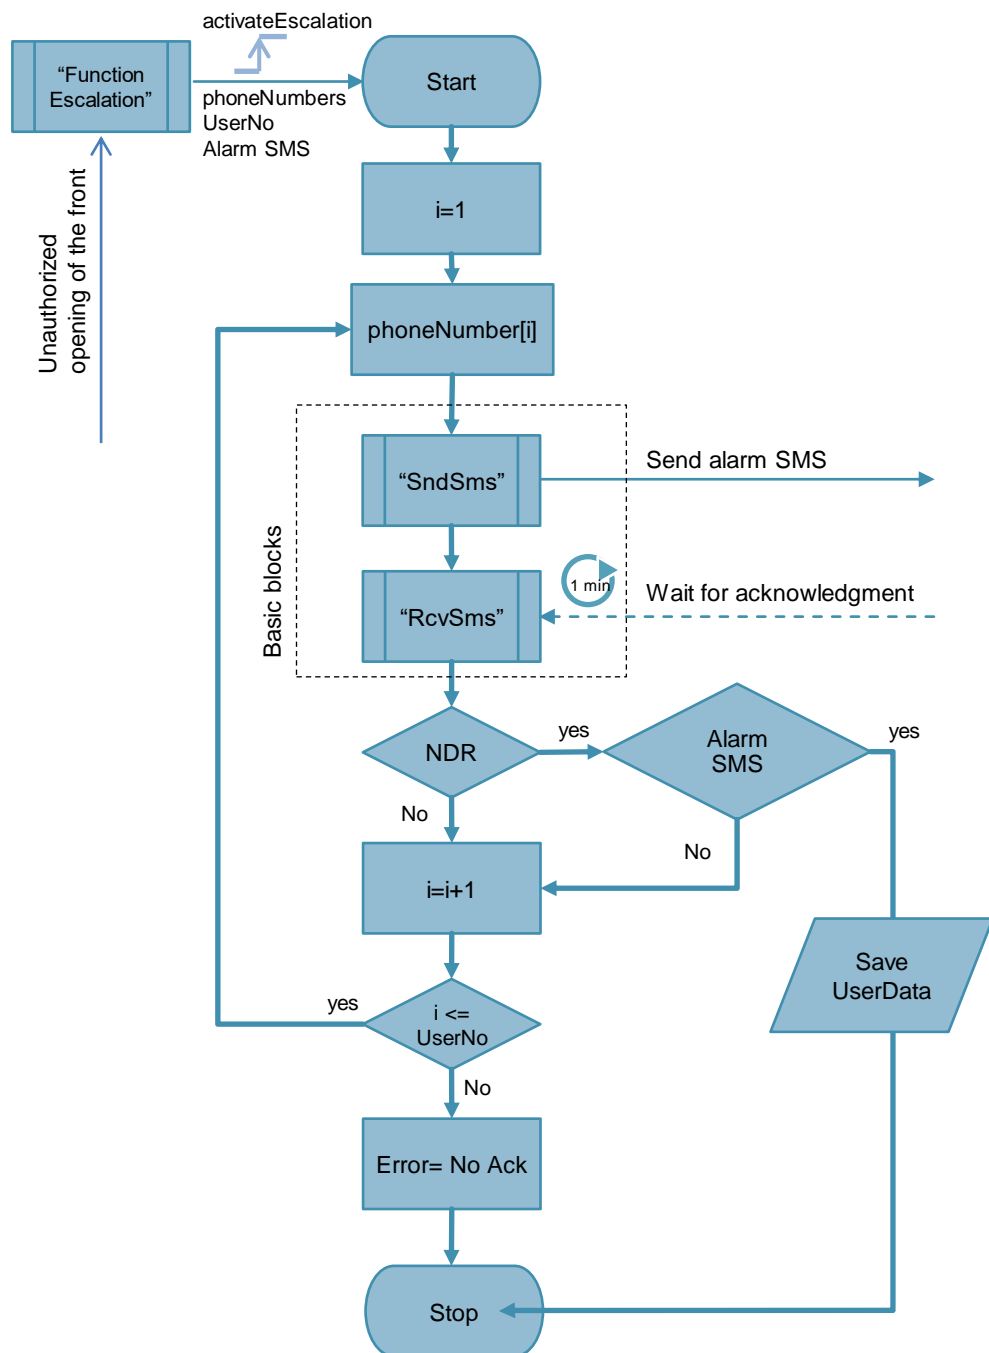 activateEscalation
“Function
Escalation”
Start
phoneNumbers
UserNo
Alarm SMS
Unauthorized
opening of the front
i=1
phoneNumber[i]
Basic blocks
“SndSms”
Send alarm SMS
1 min
“RcvSms”
Wait for acknowledgment
NDR
yes
Alarm
SMS
yes
No
No
i=i+1
Save
UserData
yes
i <=
UserNo
No
Error= No Ack
Stop